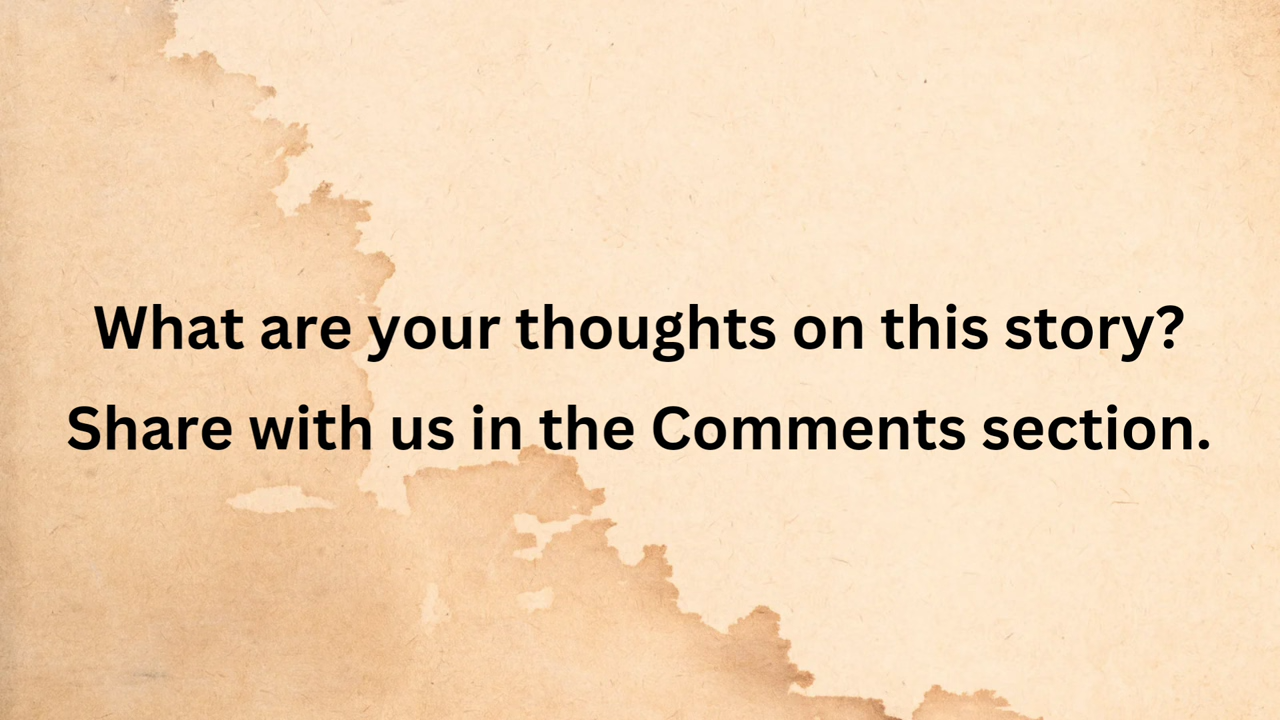 What are your thoughts on this story?
Share with us in the Comments section.